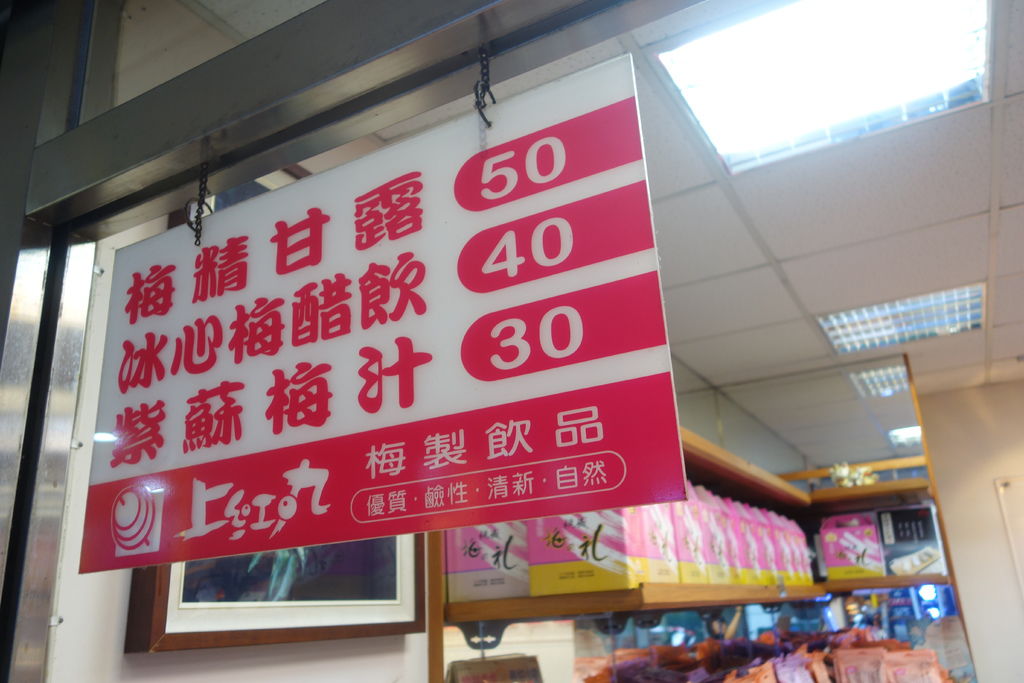 梅精甘露 50
冰心梅醋飲 40
紫蘇梅汁 30
上紅丸
梅製飲品
優質·鹼性·清新·自然